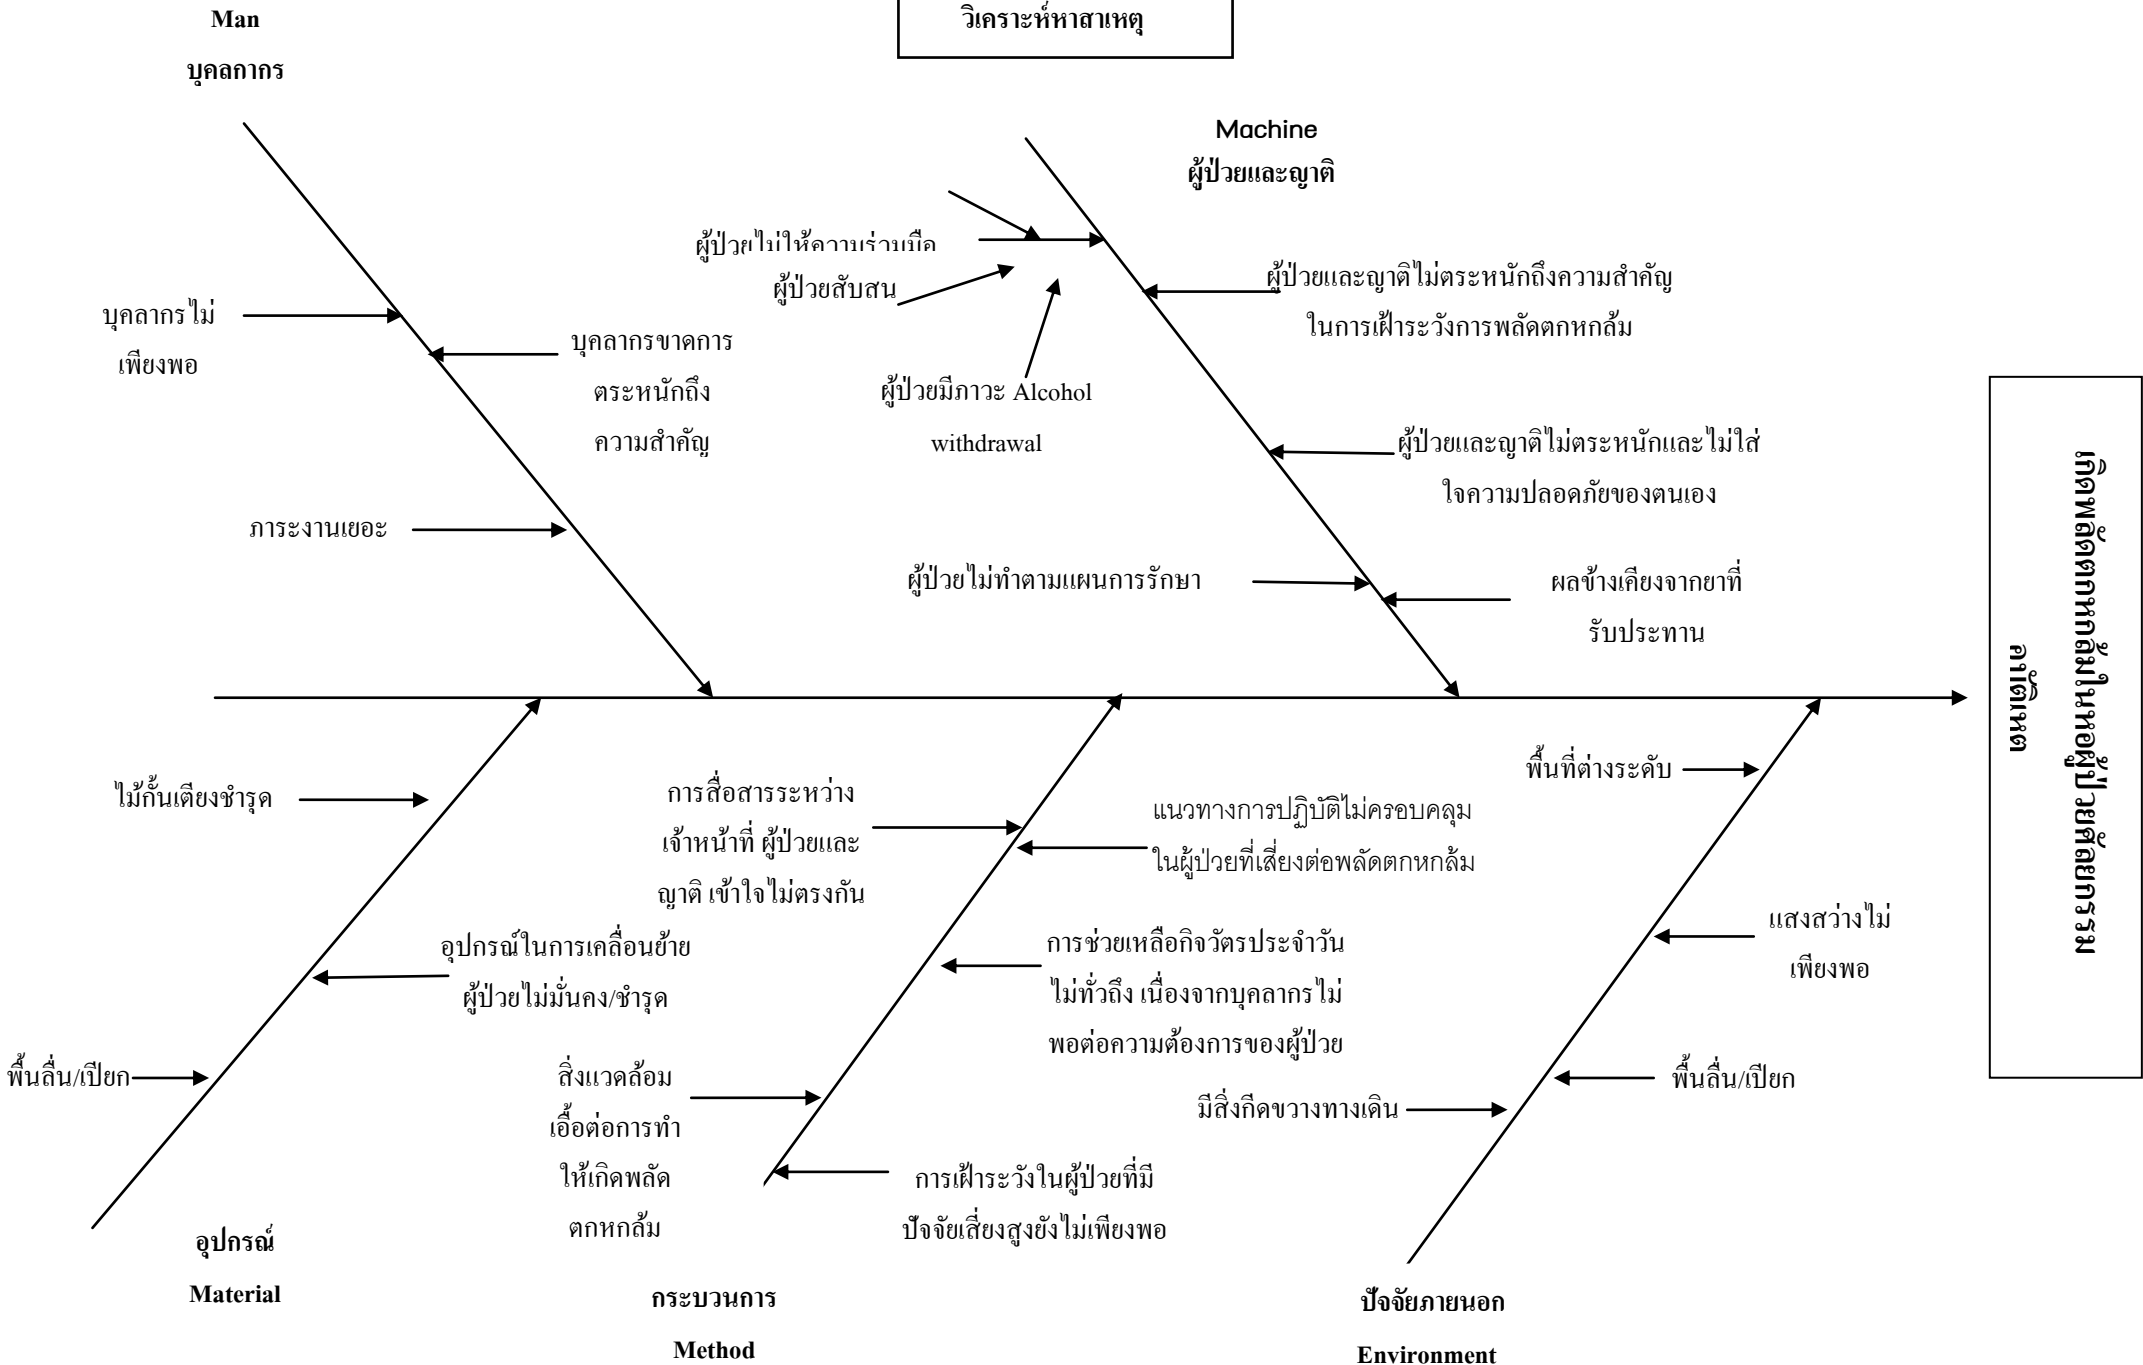 Man
บุคลกากร
วิเคราะห์หาสาเหตุ
Machine
ผู้ป่วยและญาติ
ผู้ป่วยไม่ให้ความร่วมมือ
ผู้ป่วยสับสน
ผู้ป่วยและญาติไม่ตระหนักถึงความสำคัญ
ในการเฝ้าระวังการพลัดตกหกล้ม
บุคลากรไม่
เพียงพอ
บุคลากรขาดการ
ตระหนักถึง
ความสำคัญ
ผู้ป่วยมีภาวะ Alcohol
withdrawal
ผู้ป่วยและญาติไม่ตระหนักและไม่ใส่
ใจความปลอดภัยของตนเอง
ภาระงานเยอะ
ผู้ป่วยไม่ทำตามแผนการรักษา
ผลข้างเคียงจากยาที่
รับประทาน
เกิดพลัดตกหกล้มในหอผู้ป่วยศัลยกรรม
อุบัติเหตุ
ไม้กั้นเตียงชำรุด
การสื่อสารระหว่าง
เจ้าหน้าที่ ผู้ป่วยและ
ญาติ เข้าใจไม่ตรงกัน
แนวทางการปฏิบัติไม่ครอบคลุม
ในผู้ป่วยที่เสี่ยงต่อพลัดตกหกล้ม
พื้นที่ต่างระดับ
อุปกรณ์ในการเคลื่อนย้าย
ผู้ป่วยไม่มั่นคง/ชำรุด
การช่วยเหลือกิจวัตรประจำวัน
ไม่ทั่วถึง เนื่องจากบุคลากรไม่
พอต่อความต้องการของผู้ป่วย
แสงสว่างไม่
เพียงพอ
พื้นลื่น/เปียก
สิ่งแวดล้อม
เอื้อต่อการทำ
ให้เกิดพลัด
ตกหกล้ม
มีสิ่งกีดขวางทางเดิน
พื้นลื่น/เปียก
การเฝ้าระวังในผู้ป่วยที่มี
ปัจจัยเสี่ยงสูงยังไม่เพียงพอ
อุปกรณ์
Material
กระบวนการ
Method
ปัจจัยภายนอก
Environment